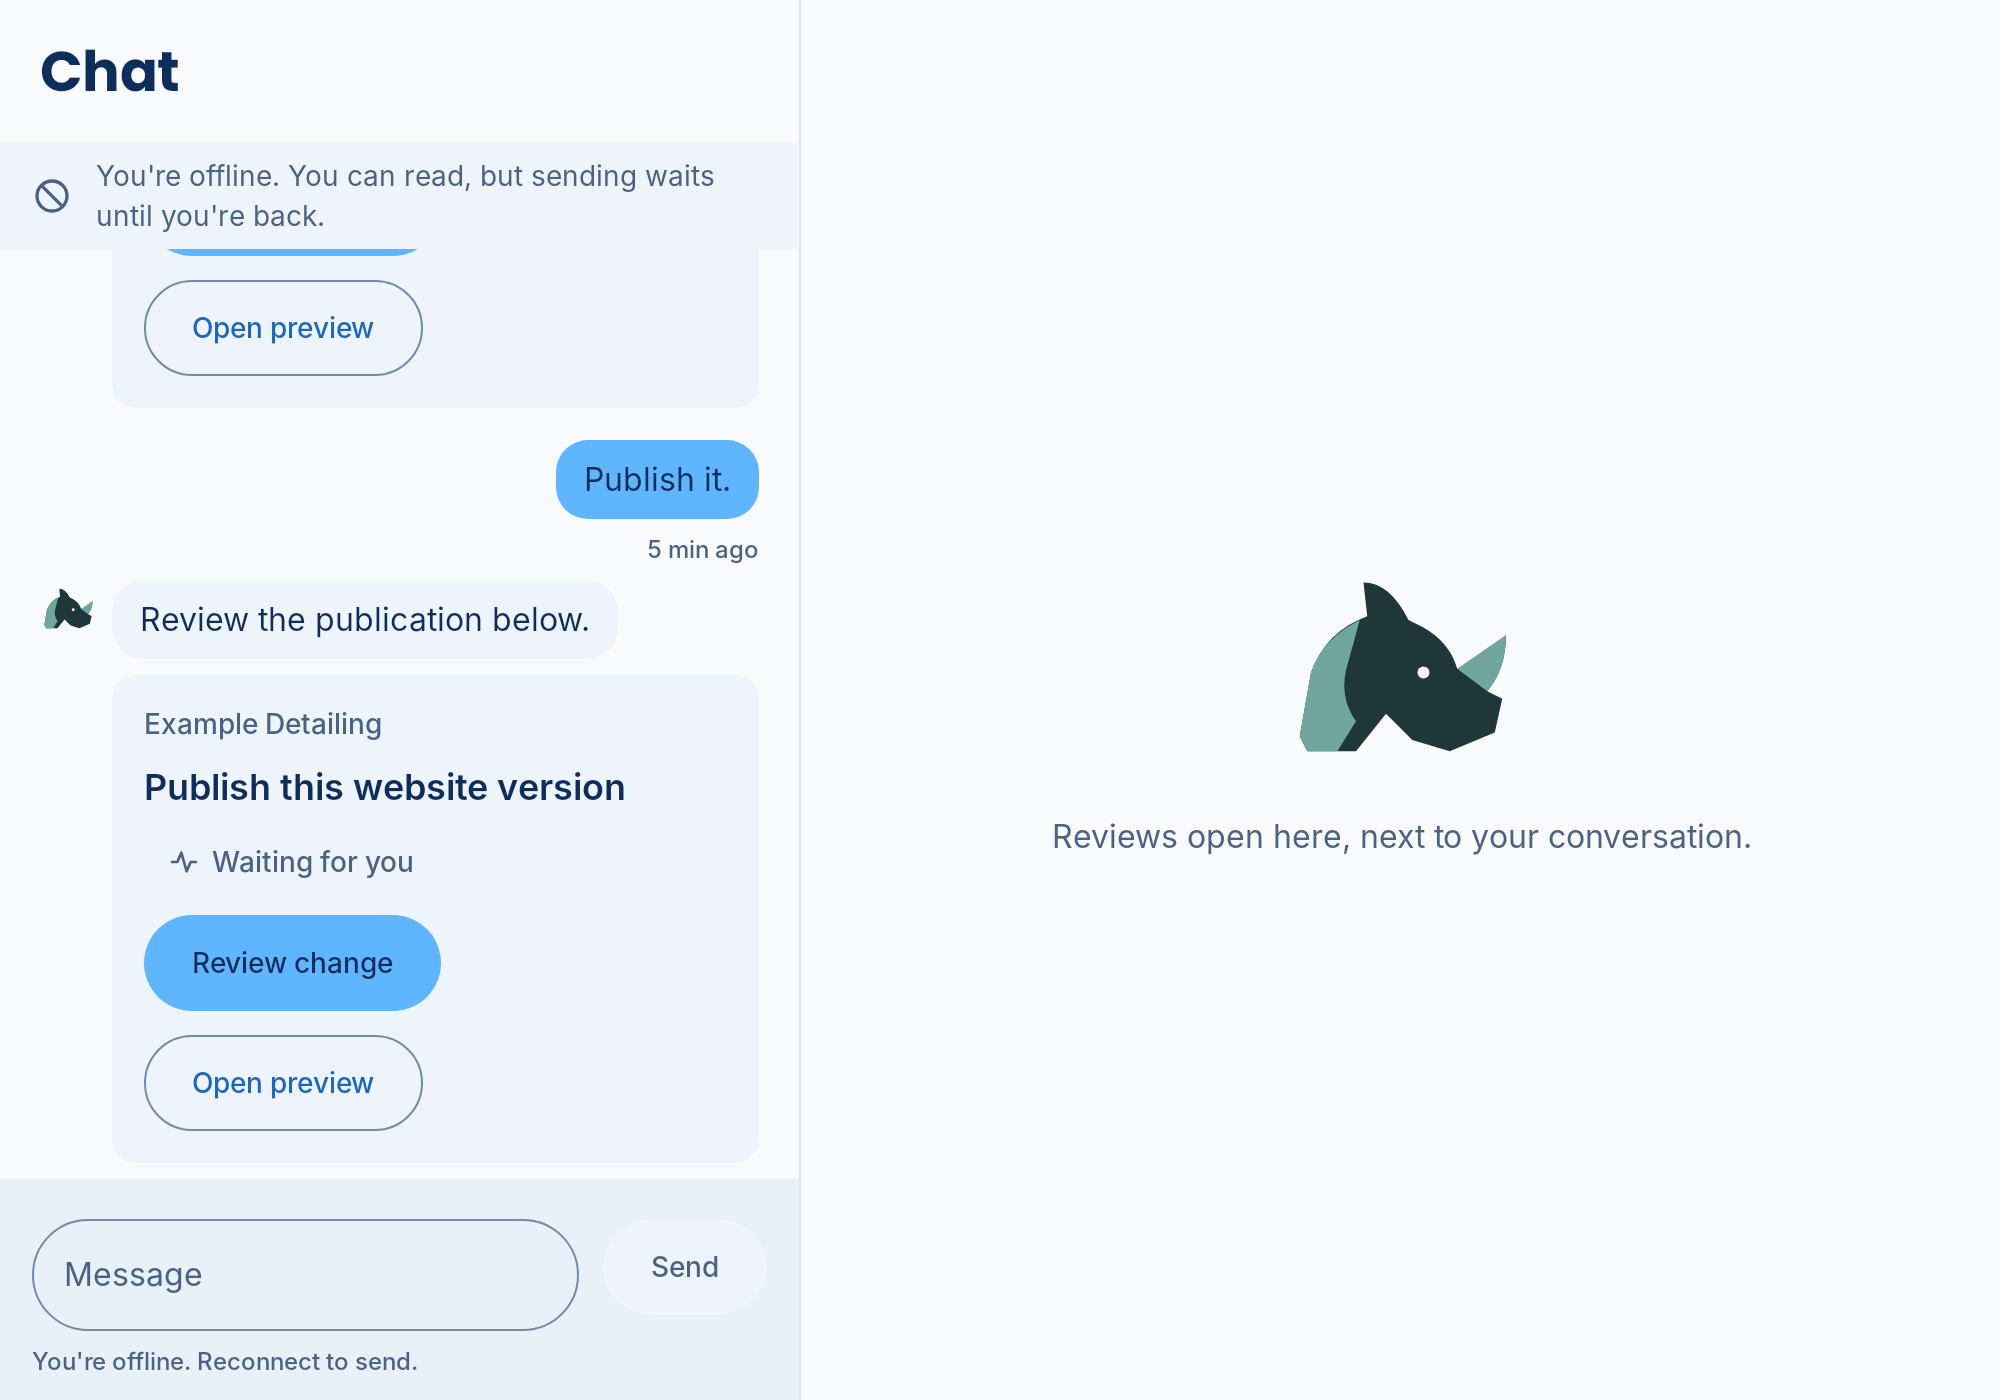 Chat
You're offline. You can read, but sending waits
until you're back.
Open preview
Publish it.
5 min ago
Review the publication below.
Example Detailing
Publish this website version
Waiting for you
Review change
Open preview
Message
Send
You're offline. Reconnect to send.
Reviews open here, next to your conversation.